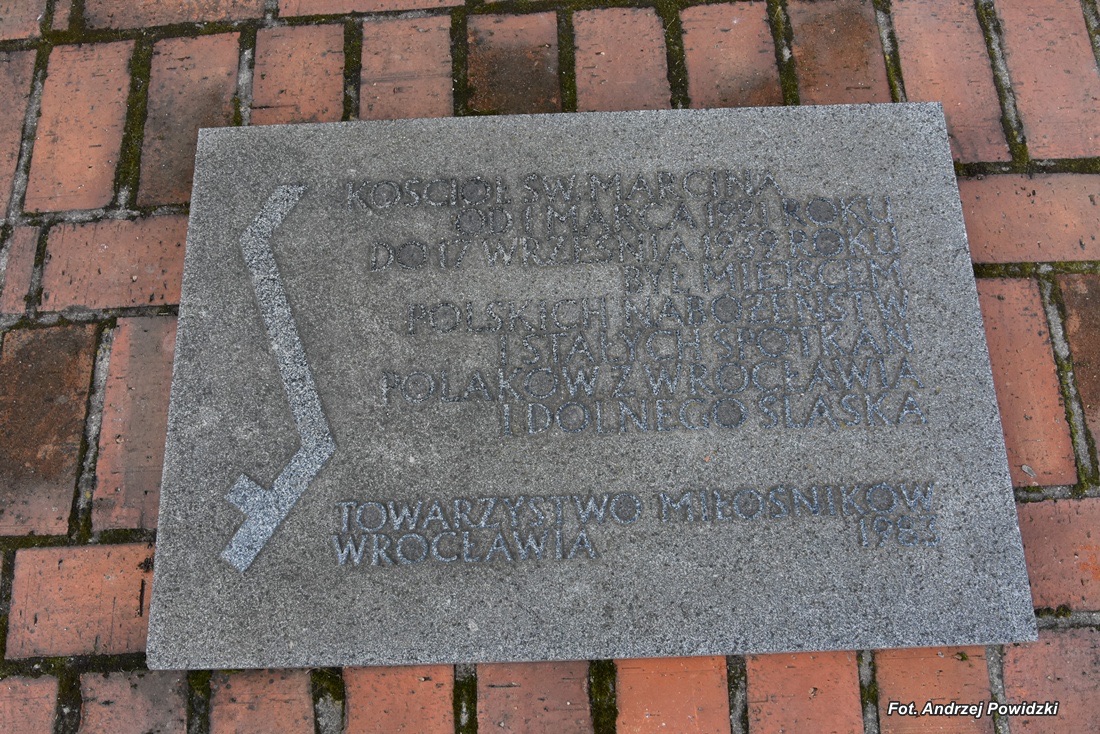 KOŚCIÓŁ ŚW. MARCINA
OD 1 MARCA 1921 ROKU
DO 17 WRZEŚNIA 1939 ROKU
BYŁ MIEJSCEM
POLSKICH NABOŻEŃSTW
I STAŁYCH SPOTKAŃ
POLAKÓW Z WROCŁAWIA
I DOLNEGO ŚLĄSKA
TOWARZYSTWO MIŁOŚNIKÓW
WROCŁAWIA
Fot. Andrzej Powidzki